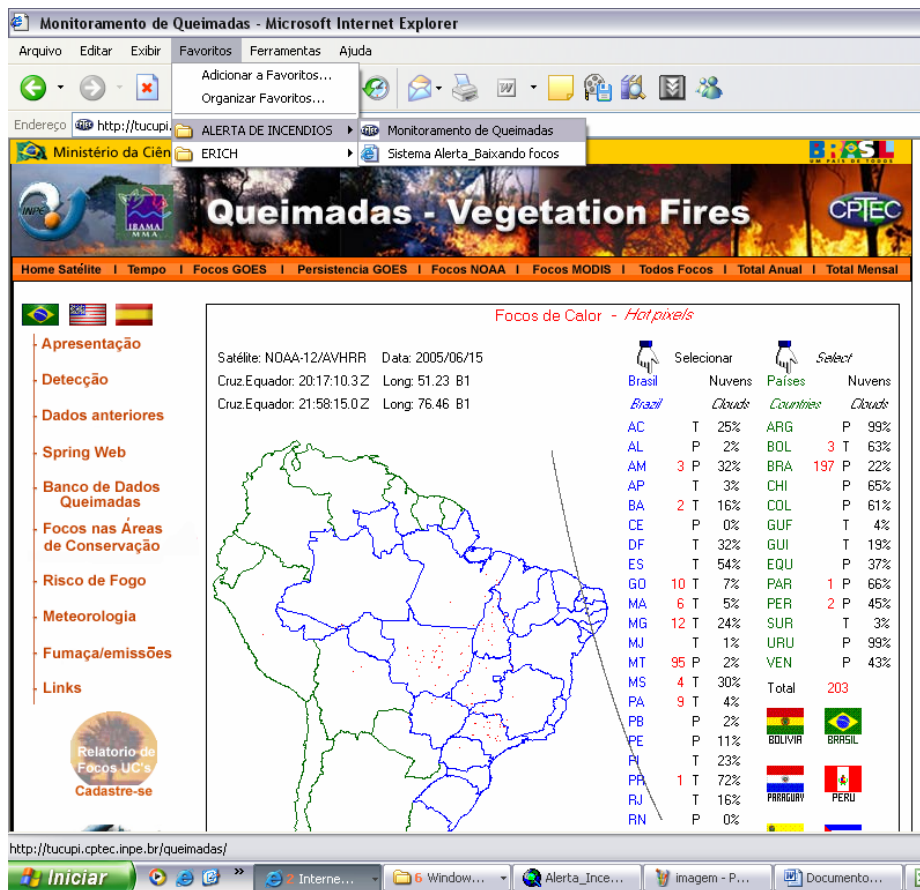 Monitoramento de Queimadas - Microsoft Internet Explorer
Arquivo Editar Exibir Favoritos Ferramentas Ajuda
Adicionar a Favoritos...
Organizar Favoritos...
ALERTA DE INCENDIOS
ERICH
Monitoramento de Queimadas
Sistema Alerta_Baixando focos
Endereço http://tucupi.
Ministério da Ciên
BRASIL
UM PAIS DE TODOS
INPE
IBAMA
MMA
Queimadas - Vegetation Fires
CPTEC
Home Satélite | Tempo | Focos GOES | Persistencia GOES | Focos NOAA | Focos MODIS | Todos Focos | Total Anual | Total Mensal
Apresentação
Detecção
Dados anteriores
Spring Web
Banco de Dados
Queimadas
Focos nas Áreas
de Conservação
Risco de Fogo
Meteorologia
Fumaça/emissões
Links
Relatorio de
Focos UC's
Cadastre-se
Focos de Calor - Hot pixels
Satélite: NOAA-12/AVHRR Data: 2005/06/15
Cruz.Equador: 20:17:10.3 Z Long: 51.23 B1
Cruz.Equador: 21:58:15.0 Z Long: 76.46 B1
Selecionar Select
Brasil Nuvens Países Nuvens
Brazil Clouds Countries Clouds
AC T 25% ARG P 99%
AL P 2% BOL 3 T 63%
AM 3 P 32% BRA 197 P 22%
AP T 3% CHI P 65%
BA 2 T 16% COL P 61%
CE P 0% GUF T 4%
DF T 32% GUI T 19%
ES T 54% EQU P 37%
GO 10 T 7% PAR 1 P 66%
MA 6 T 5% PER 2 P 45%
MG 12 T 24% SUR T 3%
MJ T 1% URU P 99%
MT 95 P 2% VEN P 43%
MS 4 T 30% Total 203
PA 9 T 4%
PB P 2%
PE P 11%
PI T 23%
PR 1 T 72%
RJ T 16%
RN P 0%
BOLIVIA BRASIL
PARAGUAY PERU
http://tucupi.cptec.inpe.br/queimadas/
Iniciar » 2 Interne... 6 Window... Alerta_Ince... imagem - P... Documento...